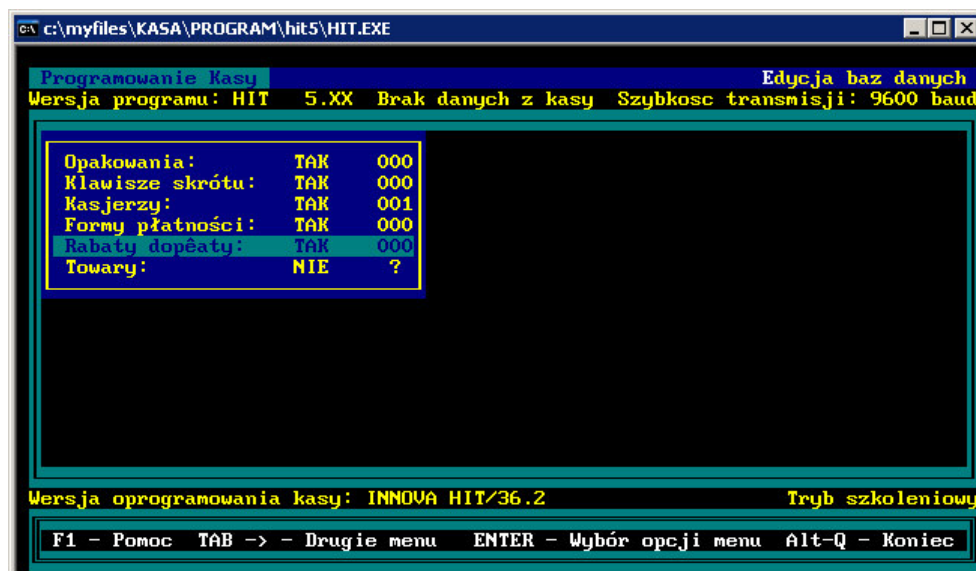 c:\myfiles\KASA\PROGRAM\hit5\HIT.EXE
Programowanie Kasy Edycja baz danych
Wersja programu: HIT 5.XX Brak danych z kasy Szybkosc transmisji: 9600 baud
Opakowania: TAK 000
Klawisze skrótu: TAK 000
Kasjerzy: TAK 001
Formy płatności: TAK 000
Rabaty dopêaty: TAK 000
Towary: NIE ?
Wersja oprogramowania kasy: INNOVA HIT/36.2 Tryb szkoleniowy
F1 - Pomoc TAB -> - Drugie menu ENTER - Wybór opcji menu Alt-Q - Koniec